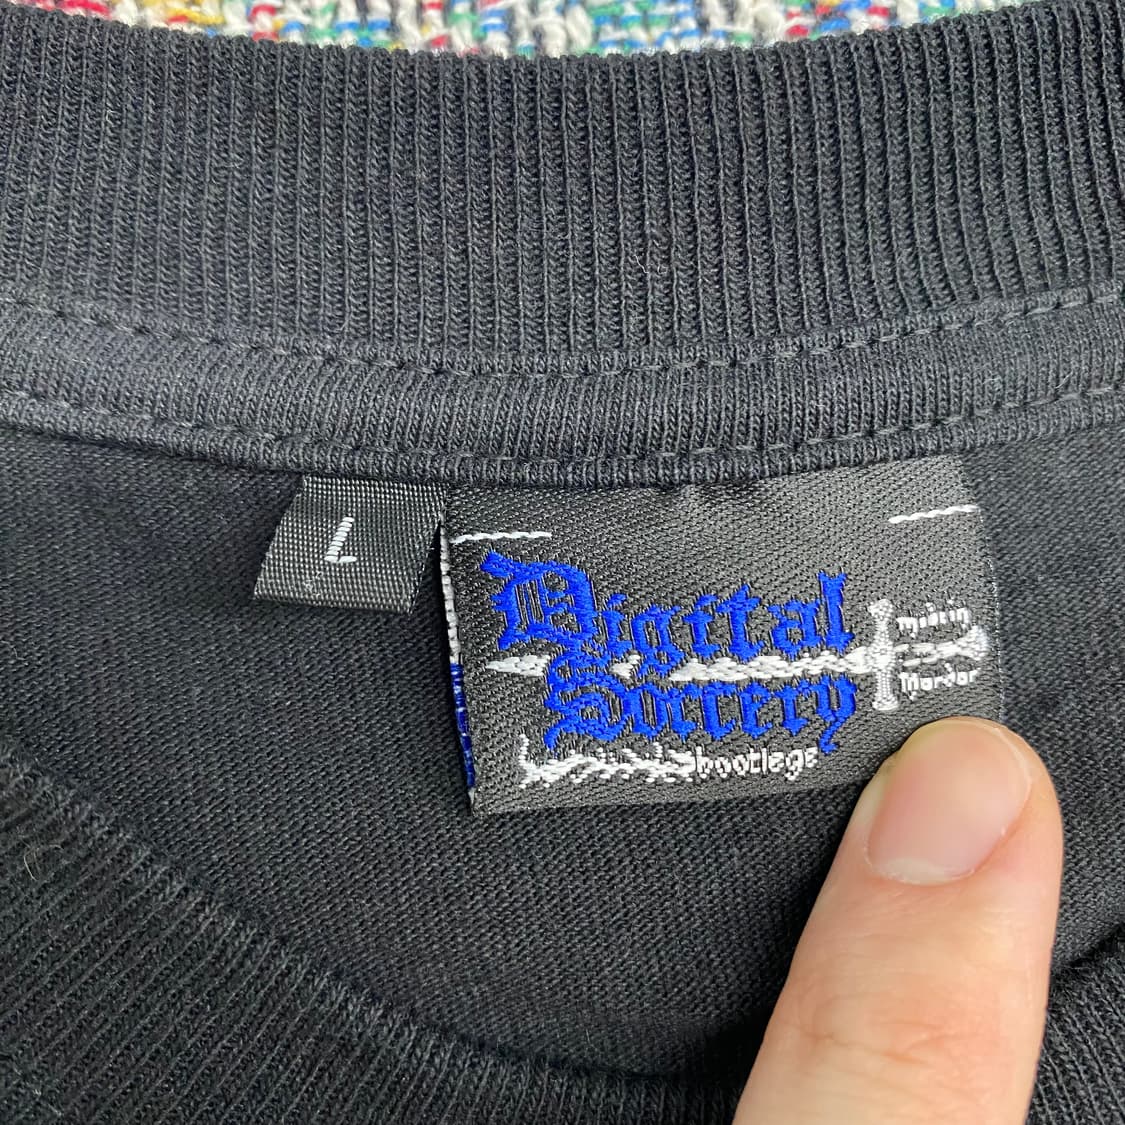 L
Digital
Sorcery
made in
Mordor
bootlegs